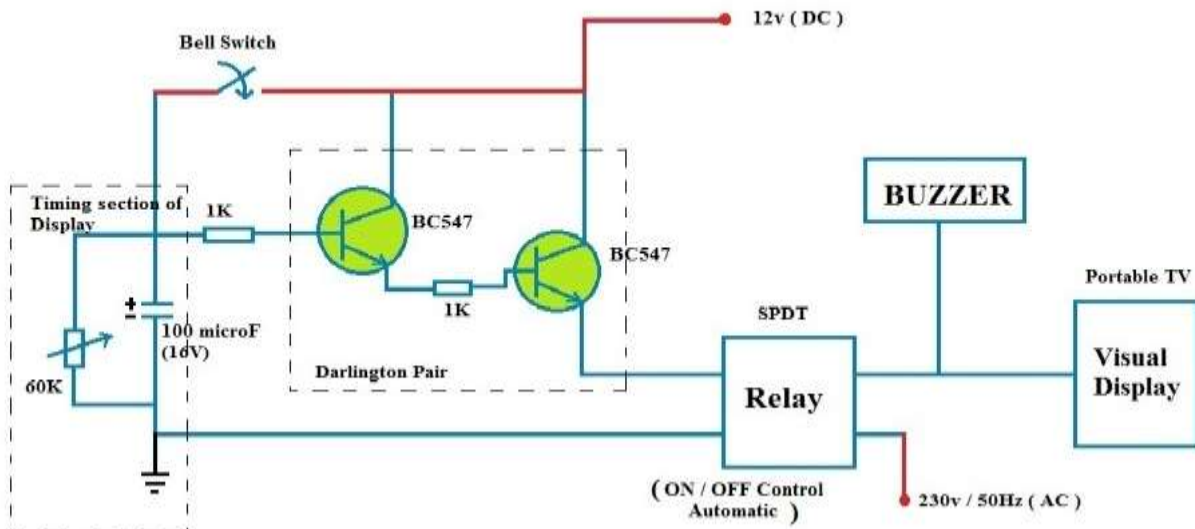 12v ( DC )
Bell Switch
Timing section of
Display
1K
BC547
BC547
BUZZER
1K
100 microF
(16V)
60K
Darlington Pair
SPDT
Relay
Portable TV
Visual
Display
( ON / OFF Control
Automatic )
230v / 50Hz ( AC )